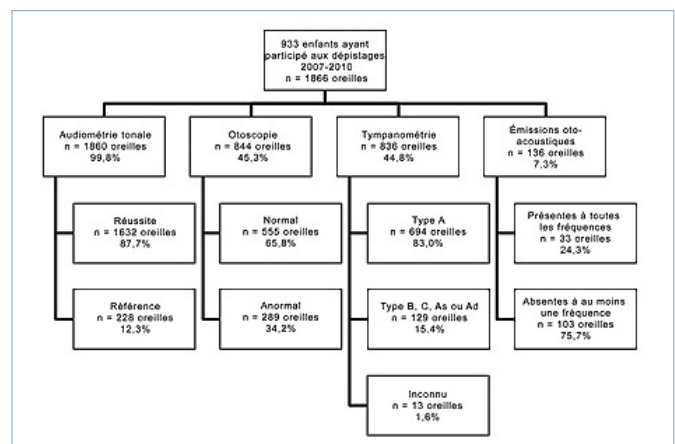 933 enfants ayant
participé aux dépistages
2007-2010
n = 1866 oreilles
Audiométrie tonale
n = 1860 oreilles
99,8%
Otoscopie
n = 844 oreilles
45,3%
Tympanométrie
n = 836 oreilles
44,8%
Émissions oto-
acoustiques
n = 136 oreilles
7,3%
Réussite
n = 1632 oreilles
87,7%
Normal
n = 555 oreilles
65,8%
Type A
n = 694 oreilles
83,0%
Présentes à toutes
les fréquences
n = 33 oreilles
24,3%
Référence
n = 228 oreilles
12,3%
Anormal
n = 289 oreilles
34,2%
Type B, C, As ou Ad
n = 129 oreilles
15,4%
Absentes à au moins
une fréquence
n = 103 oreilles
75,7%
Inconnu
n = 13 oreilles
1,6%